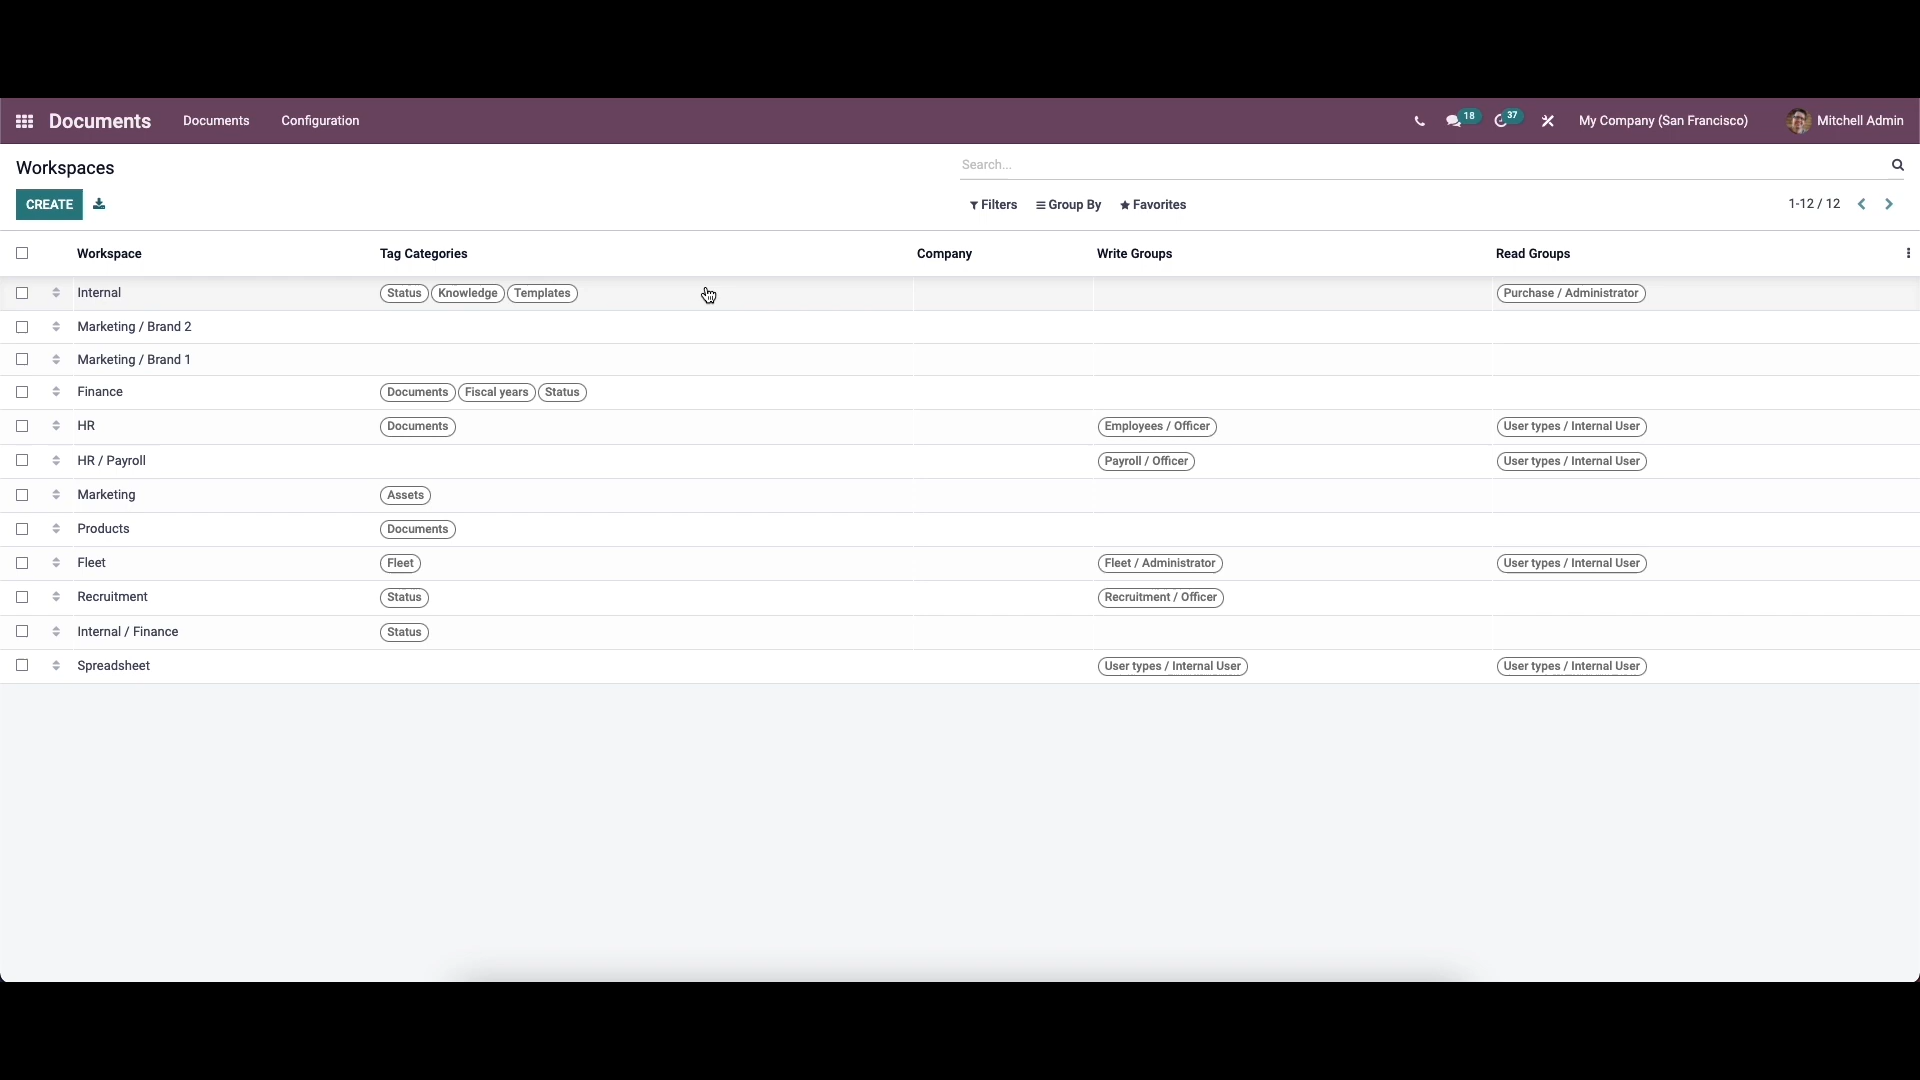 Documents Documents Configuration 18 37 My Company (San Francisco) Mitchell Admin
Workspaces Search...
CREATE Filters Group By Favorites 1-12 / 12
Workspace Tag Categories Company Write Groups Read Groups
Internal Status Knowledge Templates Purchase / Administrator
Marketing / Brand 2
Marketing / Brand 1
Finance Documents Fiscal years Status
HR Documents Employees / Officer User types / Internal User
HR / Payroll Payroll / Officer User types / Internal User
Marketing Assets
Products Documents
Fleet Fleet Fleet / Administrator User types / Internal User
Recruitment Status Recruitment / Officer
Internal / Finance Status
Spreadsheet User types / Internal User User types / Internal User